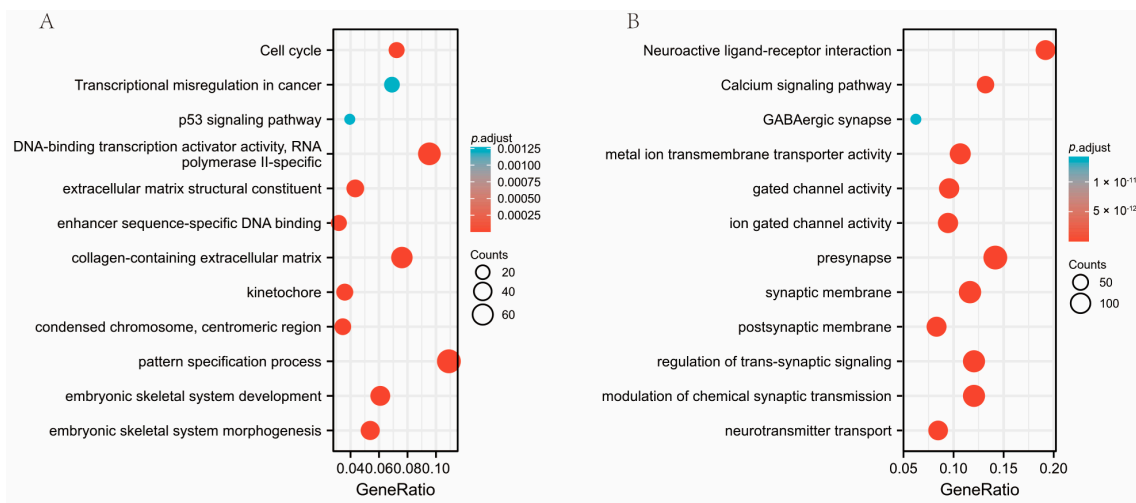 A
Cell cycle
Transcriptional misregulation in cancer
p53 signaling pathway
DNA-binding transcription activator activity, RNA
polymerase II-specific
extracellular matrix structural constituent
enhancer sequence-specific DNA binding
collagen-containing extracellular matrix
kinetochore
condensed chromosome, centromeric region
pattern specification process
embryonic skeletal system development
embryonic skeletal system morphogenesis
0.04 0.06 0.08 0.10
GeneRatio
p.adjust
0.00125
0.00100
0.00075
0.00050
0.00025
Counts
20
40
60
B
Neuroactive ligand-receptor interaction
Calcium signaling pathway
GABAergic synapse
metal ion transmembrane transporter activity
gated channel activity
ion gated channel activity
presynapse
synaptic membrane
postsynaptic membrane
regulation of trans-synaptic signaling
modulation of chemical synaptic transmission
neurotransmitter transport
0.05 0.10 0.15 0.20
GeneRatio
p.adjust
1 × 10⁻¹¹
5 × 10⁻¹²
Counts
50
100